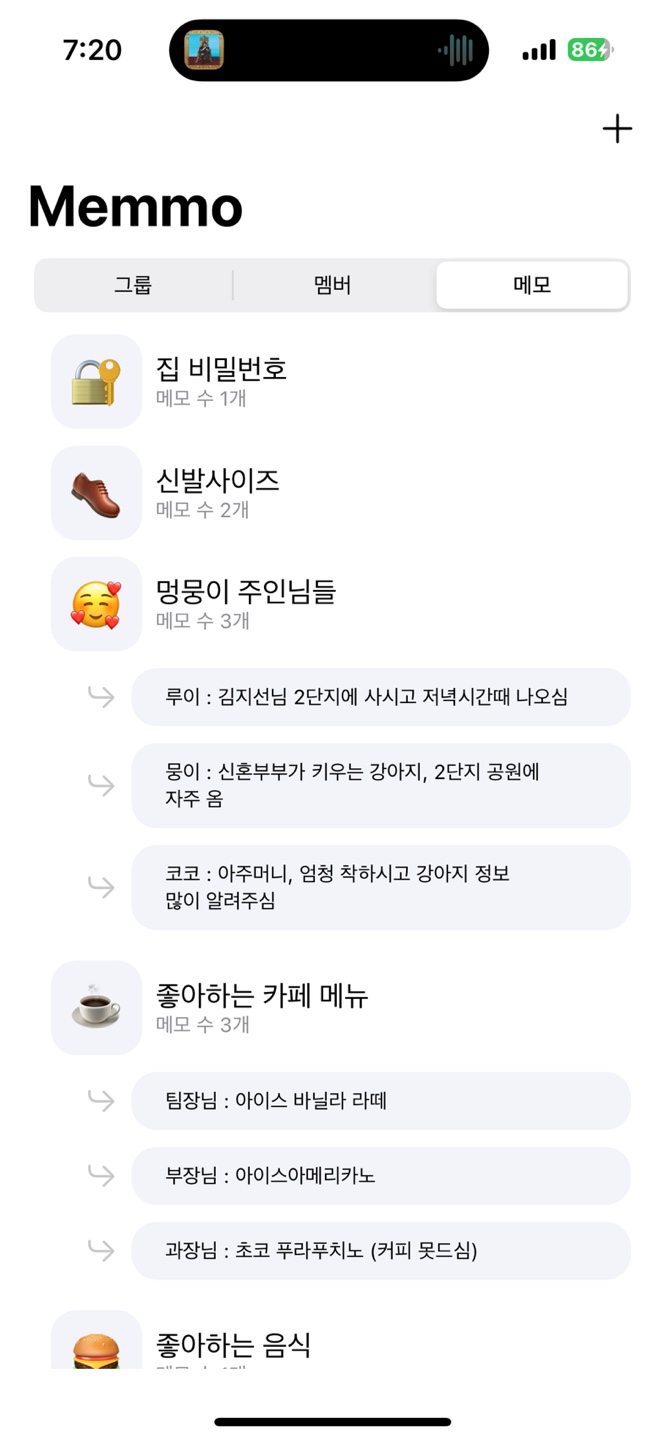 7:20
86
Memmo
그룹
멤버
메모
집 비밀번호
메모 수 1개
신발사이즈
메모 수 2개
멍뭉이 주인님들
메모 수 3개
루이 : 김지선님 2단지에 사시고 저녁시간때 나오심
뭉이 : 신혼부부가 키우는 강아지, 2단지 공원에
자주 옴
코코 : 아주머니, 엄청 착하시고 강아지 정보
많이 알려주심
좋아하는 카페 메뉴
메모 수 3개
팀장님 : 아이스 바닐라 라떼
부장님 : 아이스아메리카노
과장님 : 초코 푸라푸치노 (커피 못드심)
좋아하는 음식